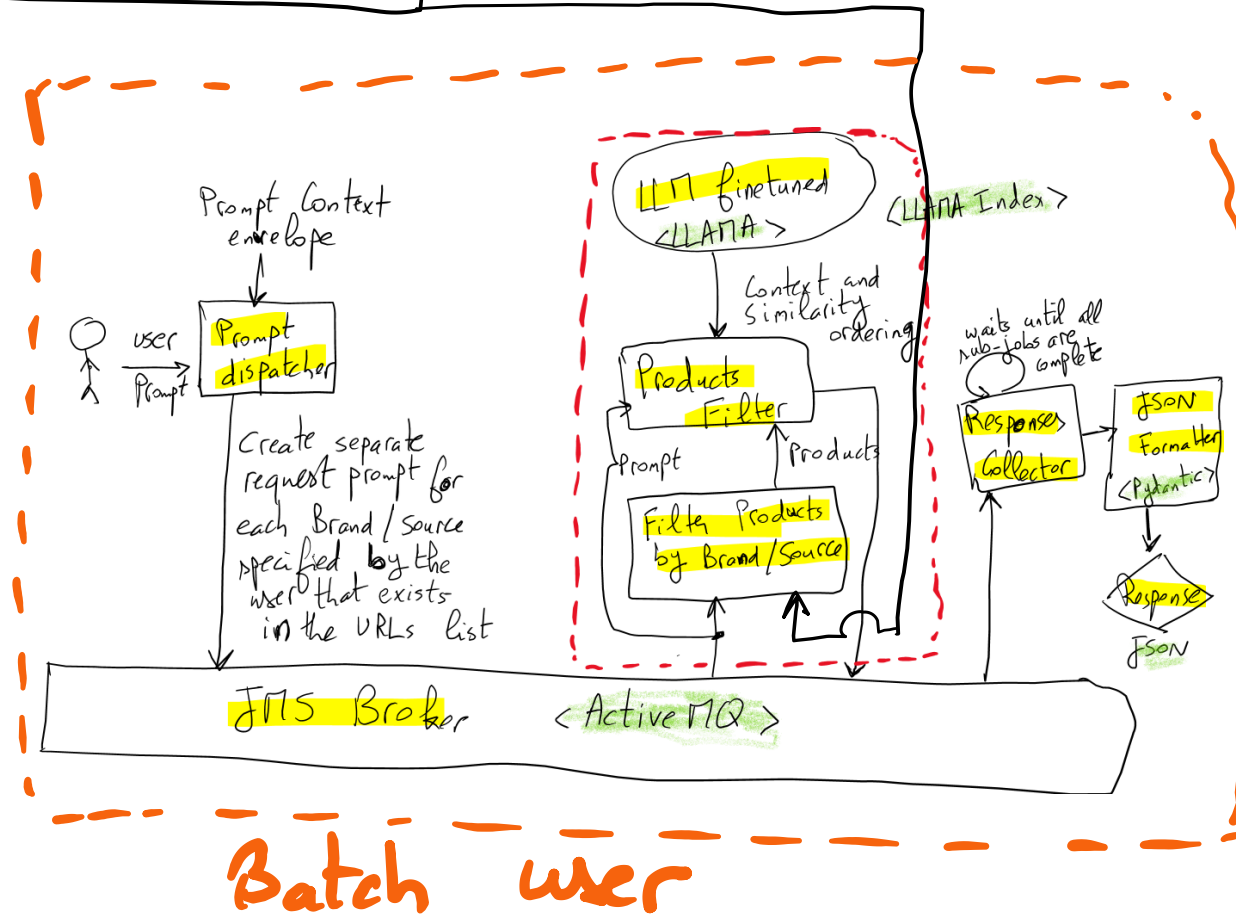 Prompt Context
envelope
user
Prompt
Prompt
dispatcher
Create separate
request prompt for
each Brand/Source
specified by the
user that exists
in the URLs list
LLM finetuned
<LLAMA>
<LLAMA Index>
Context and
similarity
ordering
Products
Filter
Prompt
Products
Filter Products
by Brand/Source
waits until all
sub-jobs are
complete
Responses
Collector
JSON
Formatter
<Pydantic>
Response
JSON
JMS Broker <ActiveMQ>
Batch user